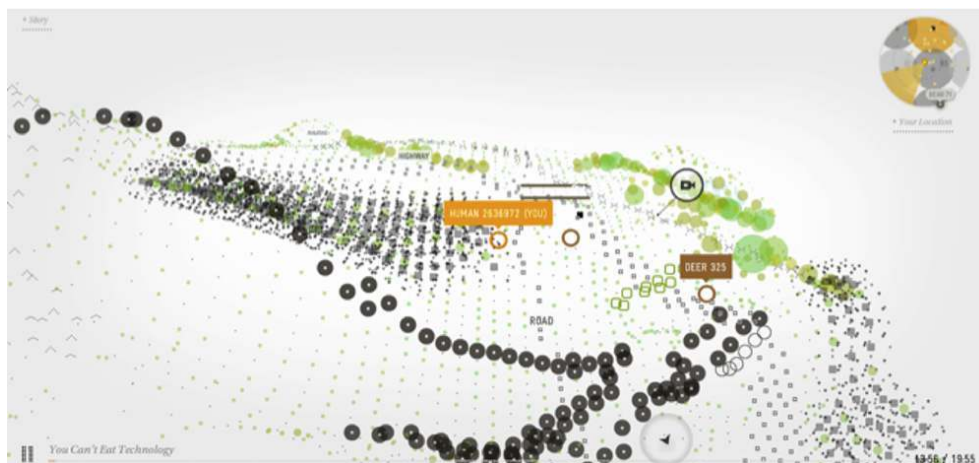 Story
HIGHWAY
HUMAN 2636972 (YOU)
Your Location
DEER 325
ROAD
You Can't Eat Technology
13:56 / 19:55